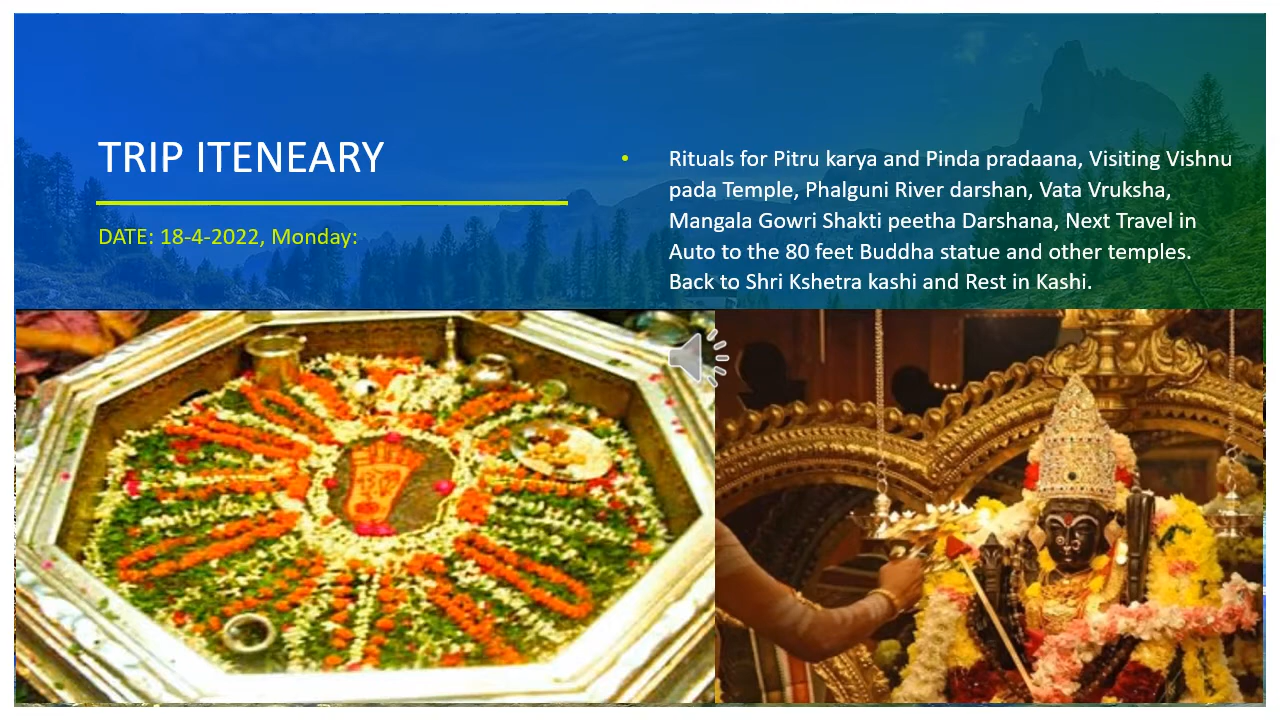 TRIP ITENEARY
DATE: 18-4-2022, Monday:
• Rituals for Pitru karya and Pinda pradaana, Visiting Vishnu
pada Temple, Phalguni River darshan, Vata Vruksha,
Mangala Gowri Shakti peetha Darshana, Next Travel in
Auto to the 80 feet Buddha statue and other temples.
Back to Shri Kshetra kashi and Rest in Kashi.